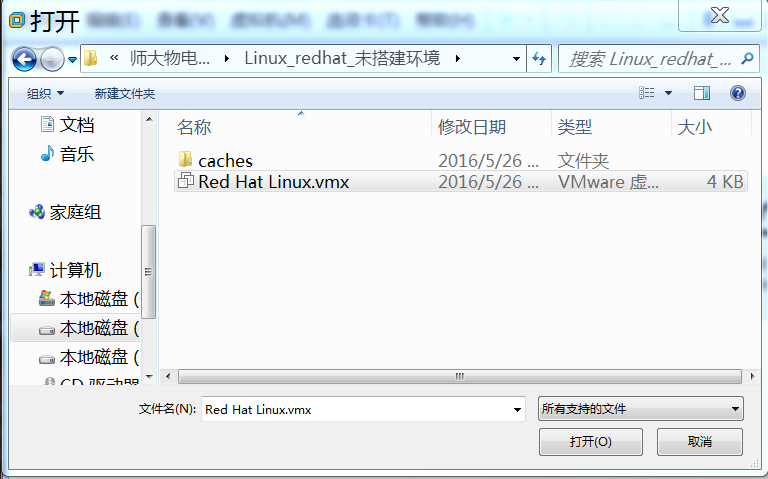 打开
« 师大物电... Linux_redhat_未搭建环境
搜索 Linux_redhat_...
组织 新建文件夹
文档
音乐
家庭组
计算机
本地磁盘 (
本地磁盘 (
本地磁盘 (
CD 驱动器
名称 修改日期 类型 大小
caches 2016/5/26 ... 文件夹
Red Hat Linux.vmx 2016/5/26 ... VMware 虚... 4 KB
文件名(N): Red Hat Linux.vmx 所有支持的文件
打开(O) 取消